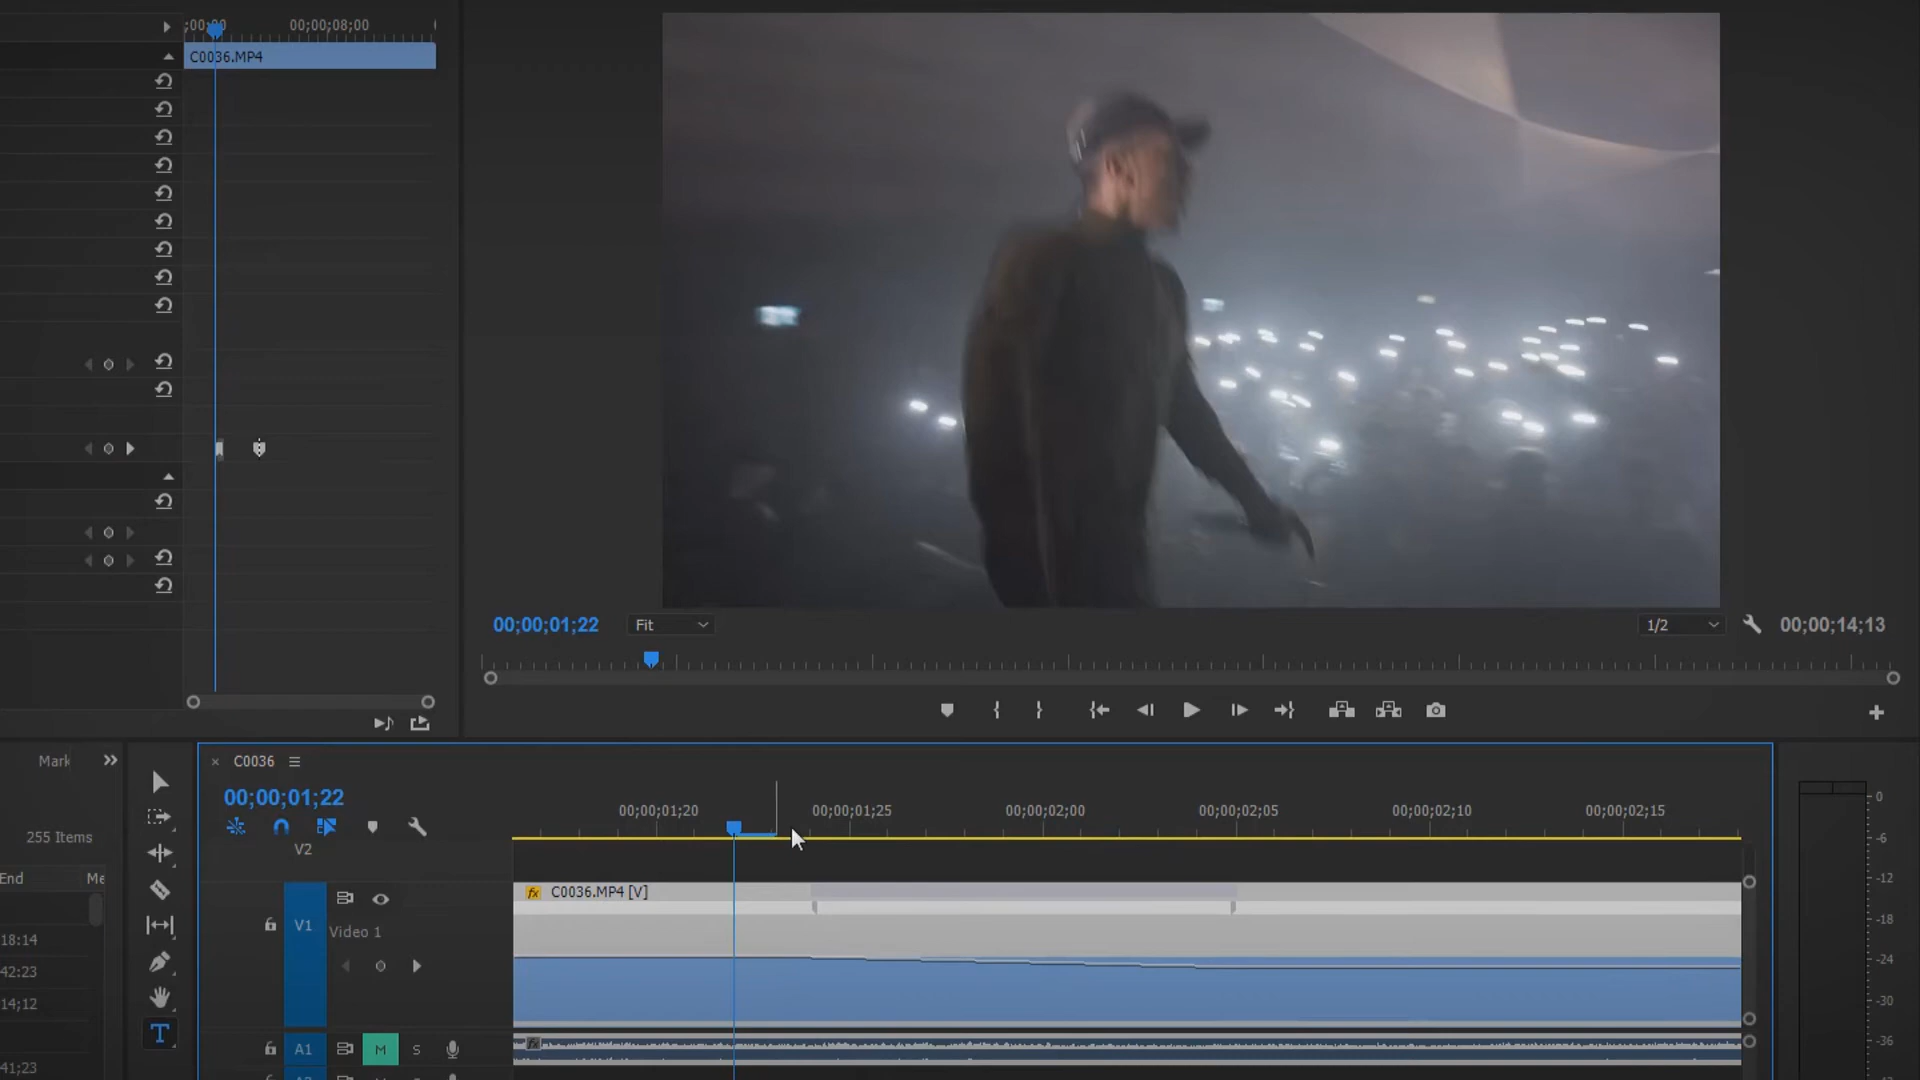 ;00;00
00;00;08;00
C0036.MP4
00;00;01;22
Fit
1/2
00;00;14;13
Mark
C0036
00;00;01;22
00;00;01;20
00;00;01;25
00;00;02;00
00;00;02;05
00;00;02;10
00;00;02;15
255 Items
V2
End
Me
fx
C0036.MP4 [V]
V1
Video 1
18:14
42:23
14;12
41;23
A1
M
S
fx
0
-6
-12
-18
-24
-30
-36